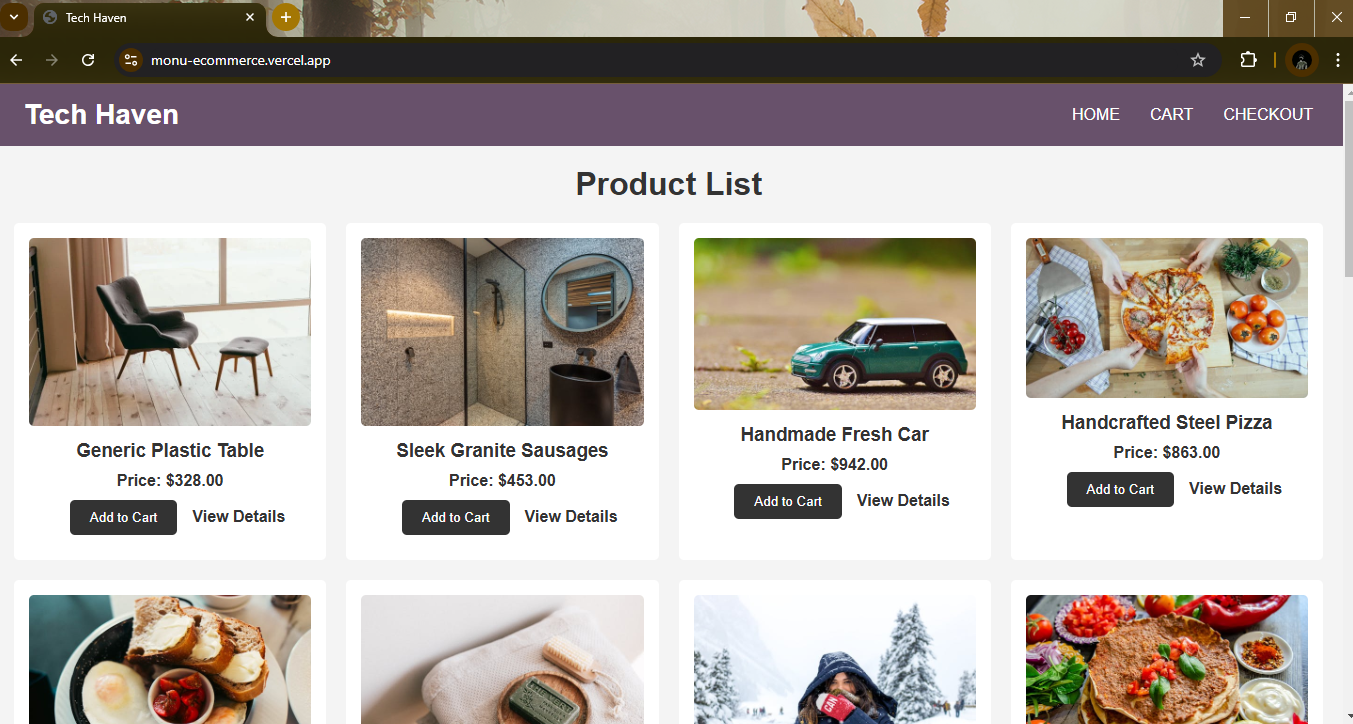 Tech Haven
monu-ecommerce.vercel.app
Tech Haven
HOME CART CHECKOUT
Product List
Generic Plastic Table
Price: $328.00
Add to Cart View Details
Sleek Granite Sausages
Price: $453.00
Add to Cart View Details
Handmade Fresh Car
Price: $942.00
Add to Cart View Details
Handcrafted Steel Pizza
Price: $863.00
Add to Cart View Details
CAN